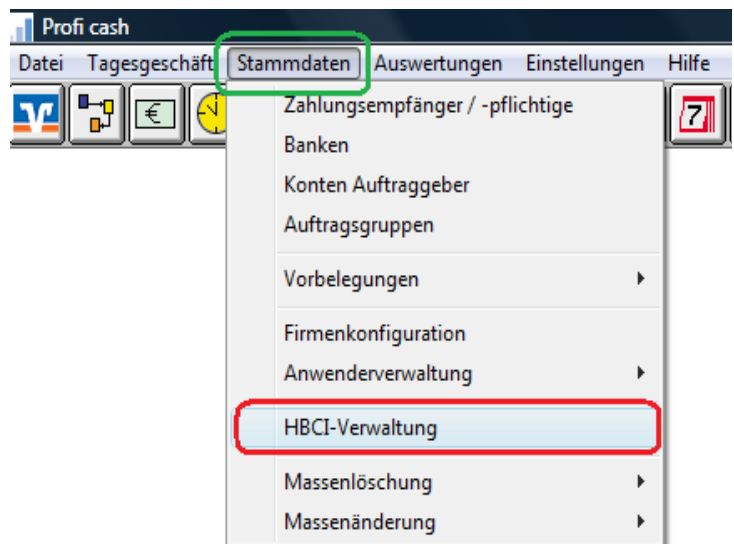 Profi cash
Datei Tagesgeschäft Stammdaten Auswertungen Einstellungen Hilfe
Zahlungsempfänger / -pflichtige
7
Banken
Konten Auftraggeber
Auftragsgruppen
Vorbelegungen
Firmenkonfiguration
Anwenderverwaltung
HBCI-Verwaltung
Massenlöschung
Massenänderung